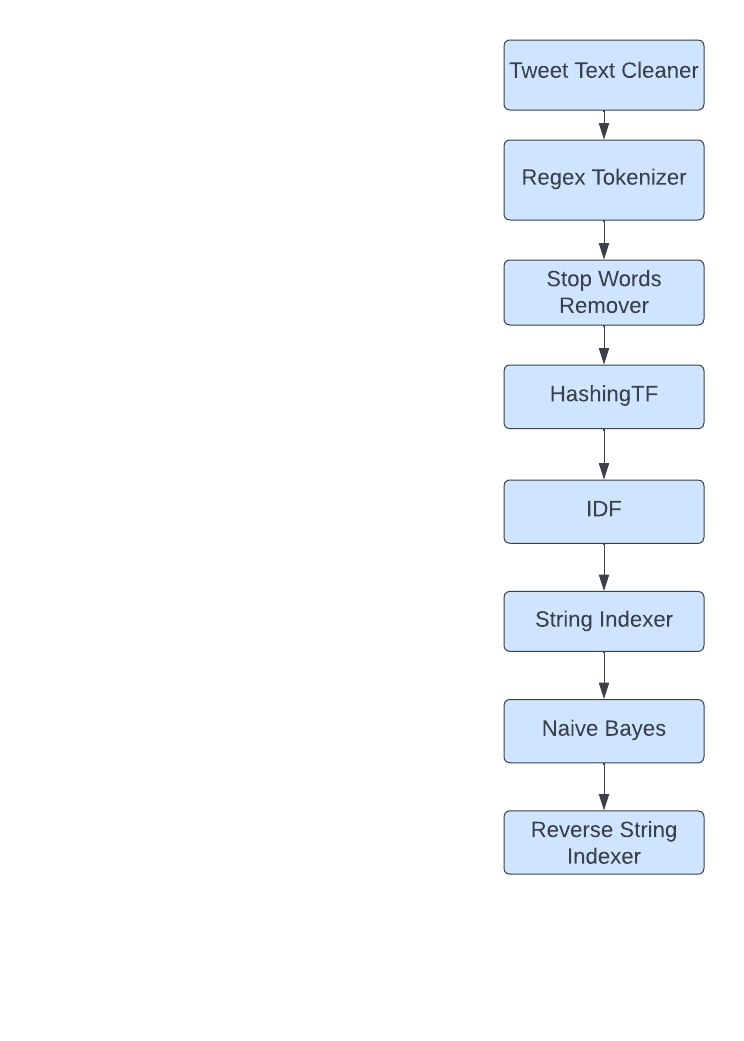 Tweet Text Cleaner
Regex Tokenizer
Stop Words
Remover
HashingTF
IDF
String Indexer
Naive Bayes
Reverse String
Indexer